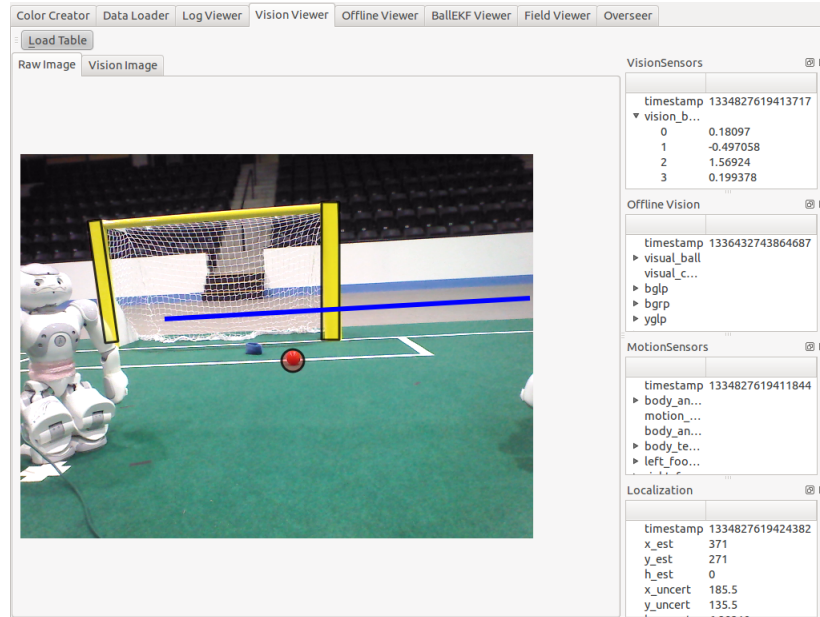 Color Creator Data Loader Log Viewer Vision Viewer Offline Viewer BallEKF Viewer Field Viewer Overseer
Load Table
Raw Image Vision Image
VisionSensors
timestamp 1334827619413717
vision_b...
0 0.18097
1 -0.497058
2 1.56924
3 0.199378
Offline Vision
timestamp 1336432743864687
visual_ball
visual_c...
bglp
bgrp
yglp
MotionSensors
timestamp 1334827619411844
body_an...
motion_...
body_an...
body_te...
left_foo...
Localization
timestamp 1334827619424382
x_est 371
y_est 271
h_est 0
x_uncert 185.5
y_uncert 135.5